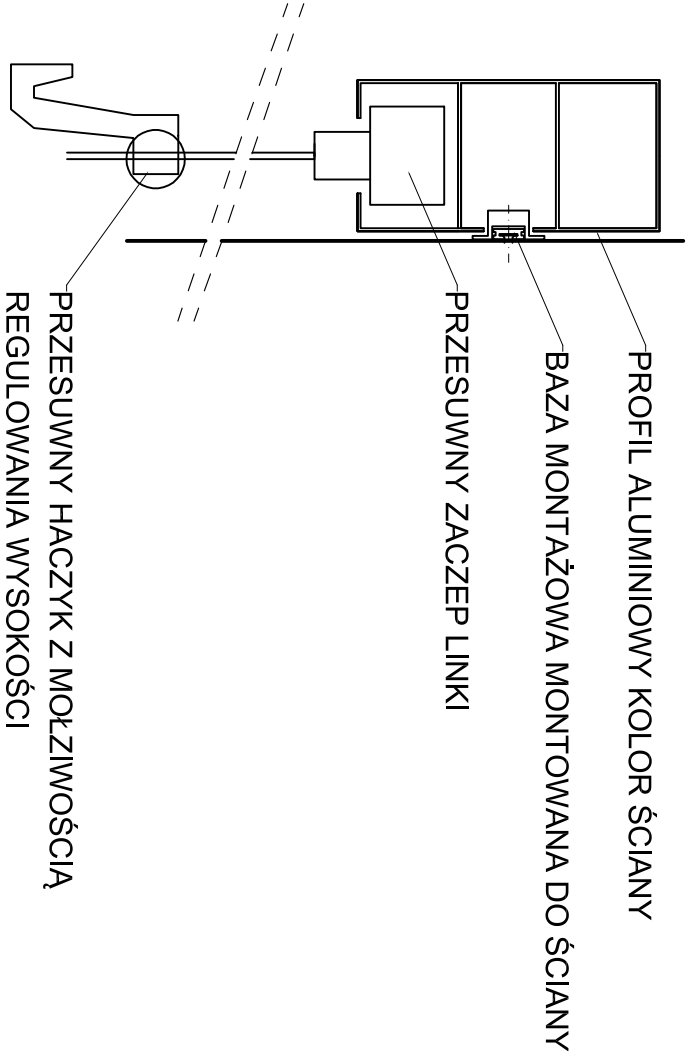 PROFIL ALUMINIOWY KOLOR ŚCIANY
BAZA MONTAŻOWA MONTOWANA DO ŚCIANY
PRZESUWNY ZACZEP LINKI
PRZESUWNY HACZYK Z MOŁZIWOŚCIĄ
REGULOWANIA WYSOKOŚCI